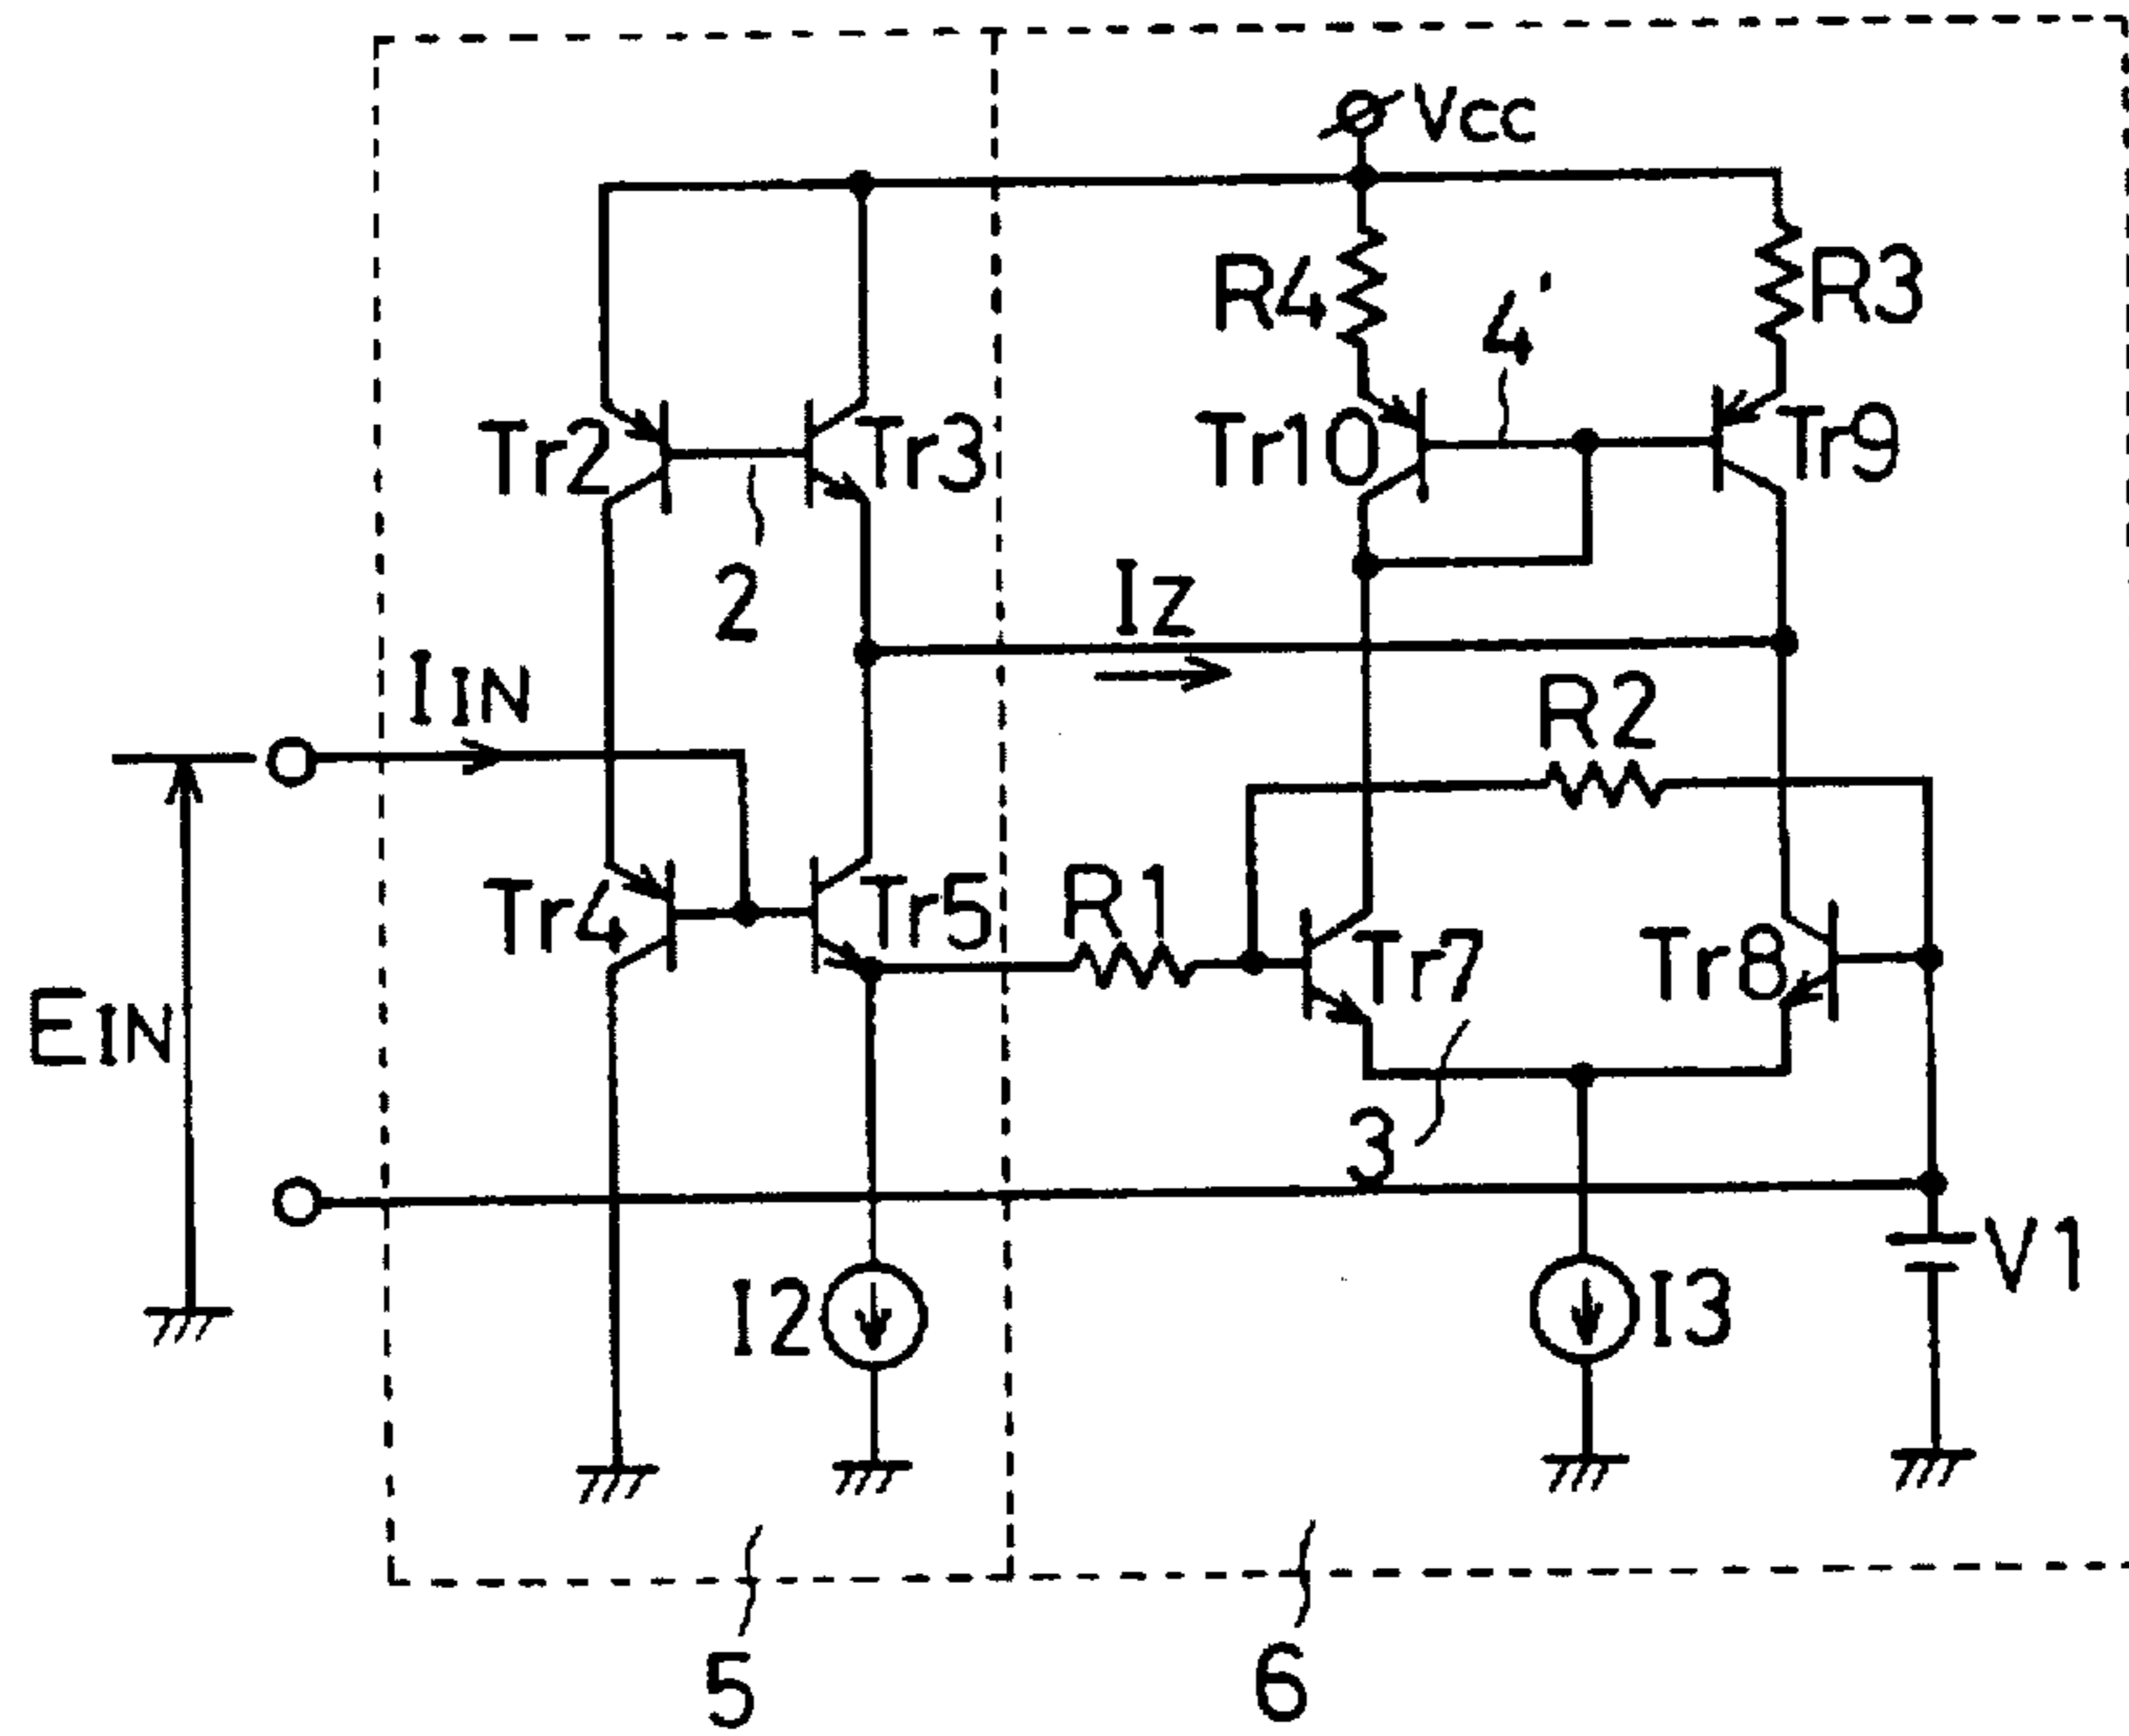 Vcc
R4
R3
4'
Tr2
Tr3
Tr10
Tr9
2
Iz
IIN
R2
Tr4
Tr5
R1
Tr7
Tr8
EIN
3
I2
I3
V1
5
6